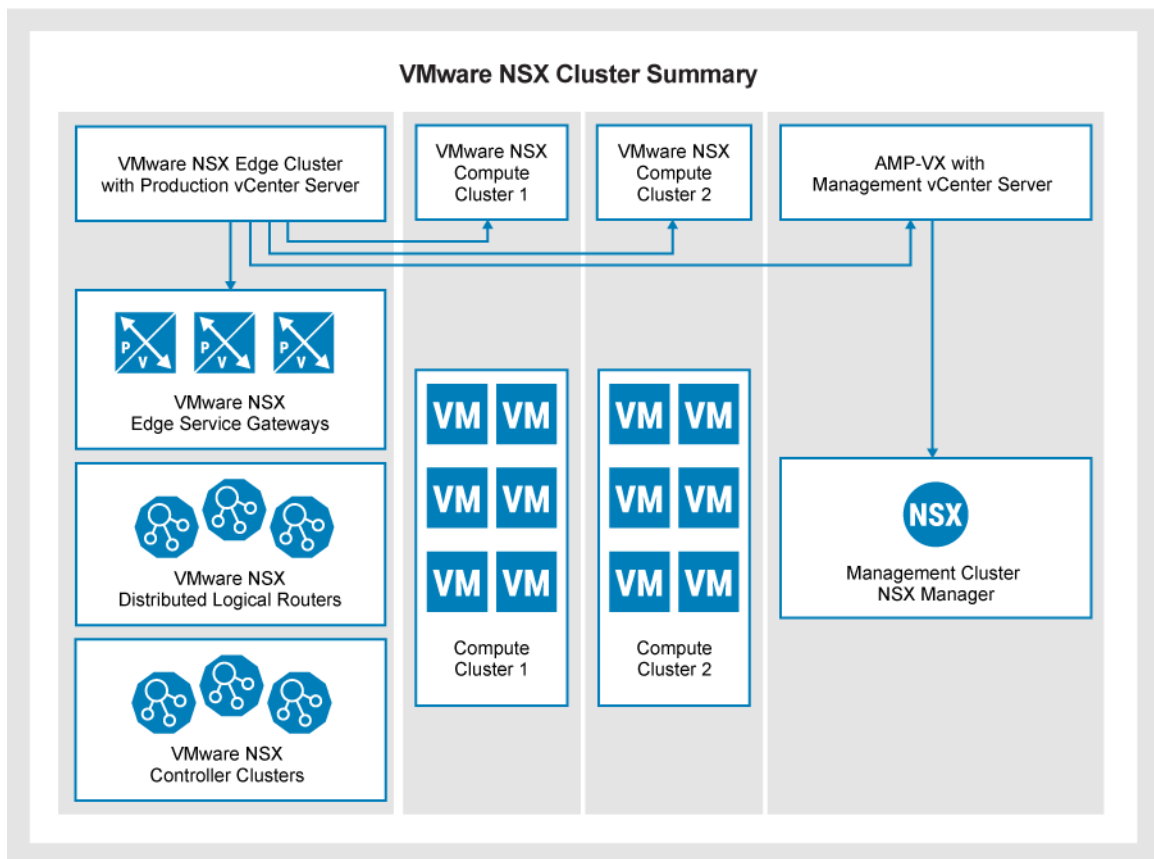 VMware NSX Cluster Summary
VMware NSX Edge Cluster
with Production vCenter Server
VMware NSX
Compute
Cluster 1
VMware NSX
Compute
Cluster 2
AMP-VX with
Management vCenter Server
P V
P V
P V
VMware NSX
Edge Service Gateways
VMware NSX
Distributed Logical Routers
VMware NSX
Controller Clusters
VM VM
VM VM
VM VM
Compute
Cluster 1
VM VM
VM VM
VM VM
Compute
Cluster 2
NSX
Management Cluster
NSX Manager